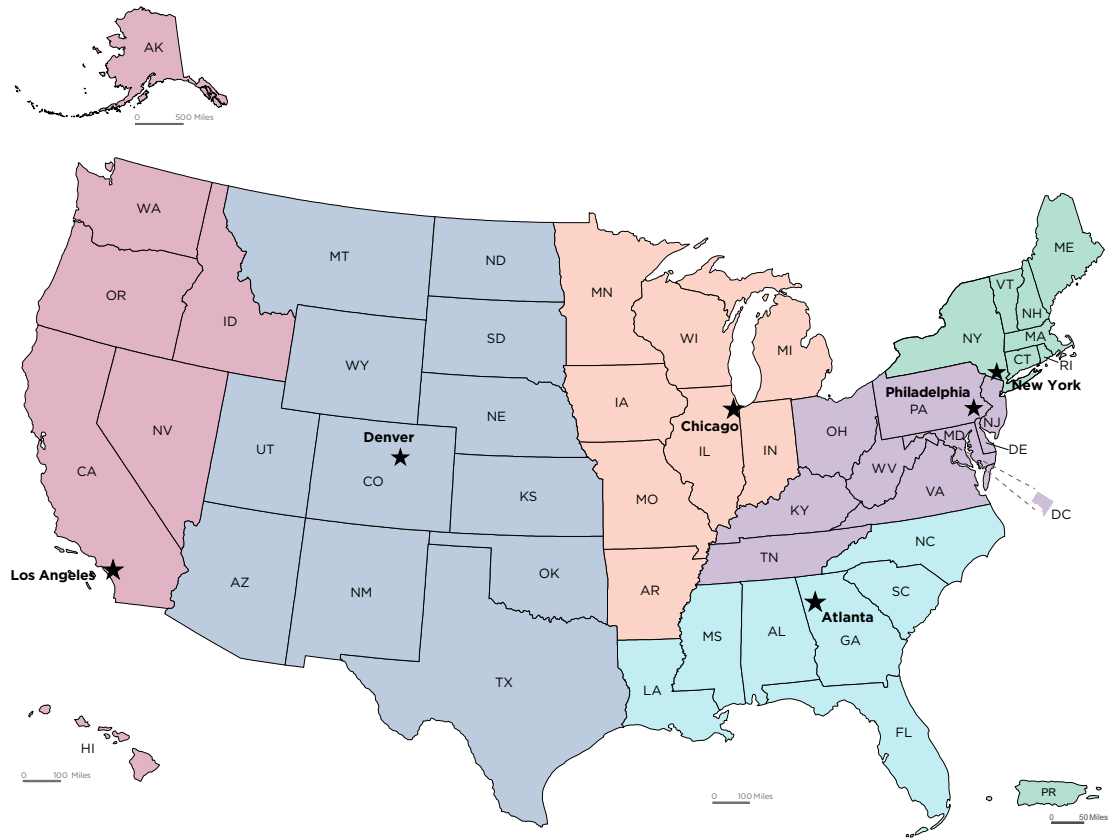 AK
0 500 Miles
WA
ME
MT
ND
VT
OR
MN
NH
ID
SD
WI
NY
MA
MI
CT
RI
WY
New York
Philadelphia
IA
PA
NE
Chicago
NJ
NV
Denver
OH
MD
UT
IL
IN
DE
CA
CO
WV
KS
MO
VA
KY
DC
NC
TN
Los Angeles
OK
AZ
NM
AR
SC
Atlanta
MS
AL
GA
TX
LA
FL
HI
0 100 Miles
0 100 Miles
PR
0 50 Miles